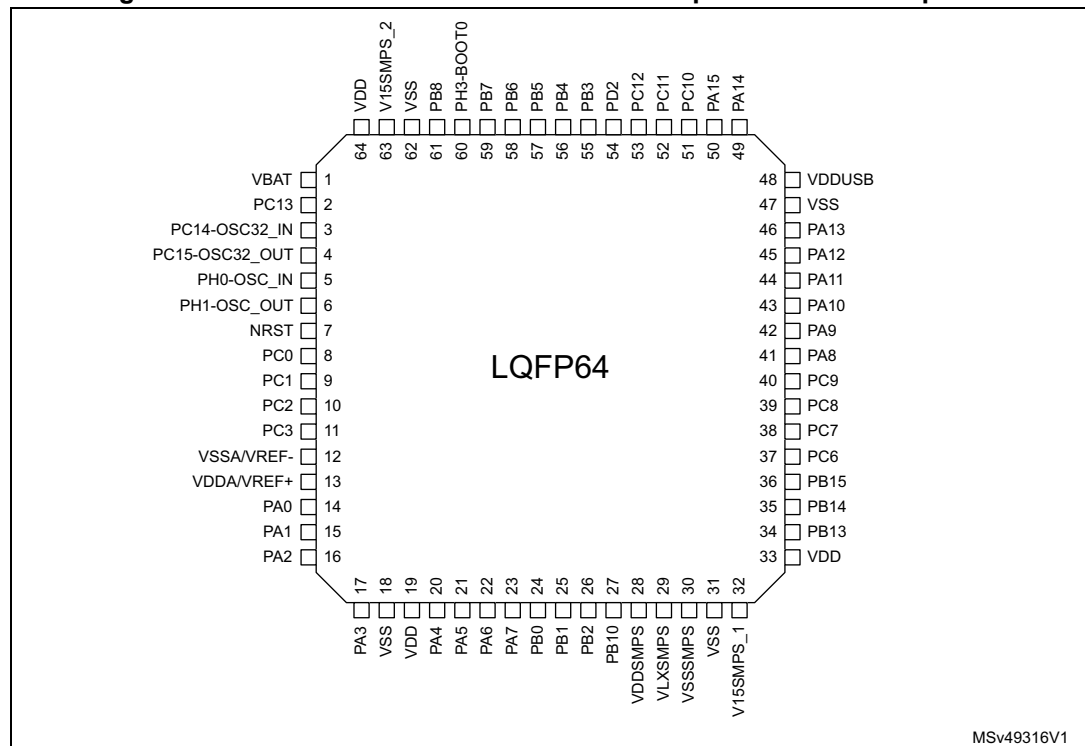 VDD
V15SMPS_2
VSS
PB8
PH3-BOOT0
PB7
PB6
PB5
PB4
PB3
PD2
PC12
PC11
PC10
PA15
PA14
64 63 62 61 60 59 58 57 56 55 54 53 52 51 50 49
VBAT 1
PC13 2
PC14-OSC32_IN 3
PC15-OSC32_OUT 4
PH0-OSC_IN 5
PH1-OSC_OUT 6
NRST 7
PC0 8
PC1 9
PC2 10
PC3 11
VSSA/VREF- 12
VDDA/VREF+ 13
PA0 14
PA1 15
PA2 16
LQFP64
48 VDDUSB
47 VSS
46 PA13
45 PA12
44 PA11
43 PA10
42 PA9
41 PA8
40 PC9
39 PC8
38 PC7
37 PC6
36 PB15
35 PB14
34 PB13
33 VDD
17 18 19 20 21 22 23 24 25 26 27 28 29 30 31 32
PA3
VSS
VDD
PA4
PA5
PA6
PA7
PB0
PB1
PB2
PB10
VDDSMPS
VLXSMPS
VSSSMPS
VSS
V15SMPS_1
MSv49316V1